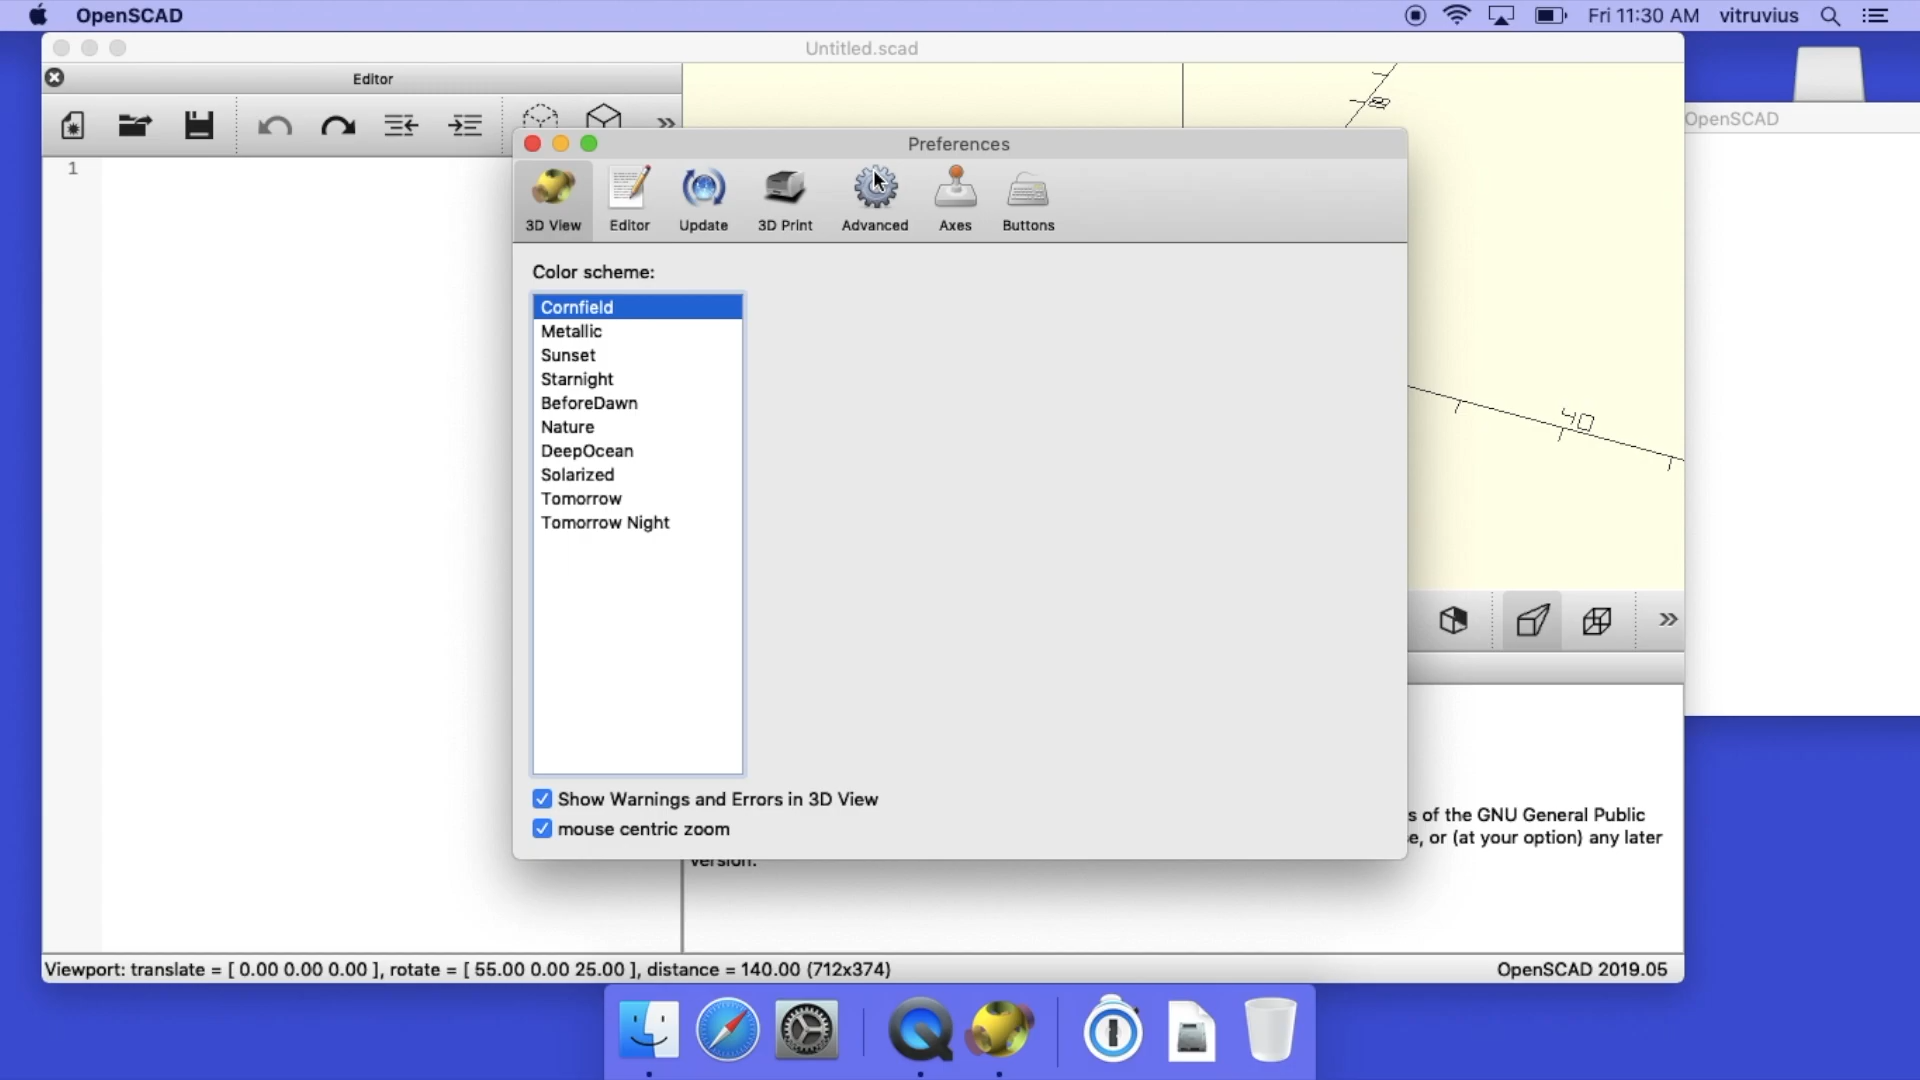 OpenSCAD
Fri 11:30 AM vitruvius
Untitled.scad
Editor
OpenSCAD
1
8
Preferences
3D View Editor Update 3D Print Advanced Axes Buttons
Color scheme:
Cornfield
Metallic
Sunset
Starnight
BeforeDawn
Nature
DeepOcean
Solarized
Tomorrow
Tomorrow Night
40
Show Warnings and Errors in 3D View
mouse centric zoom
s of the GNU General Public
e, or (at your option) any later
version.
Viewport: translate = [ 0.00 0.00 0.00 ], rotate = [ 55.00 0.00 25.00 ], distance = 140.00 (712x374)
OpenSCAD 2019.05